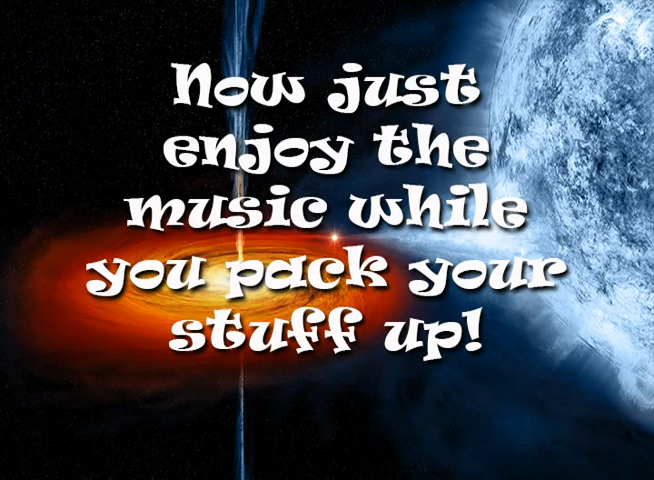 Now just
enjoy the
music while
you pack your
stuff up!